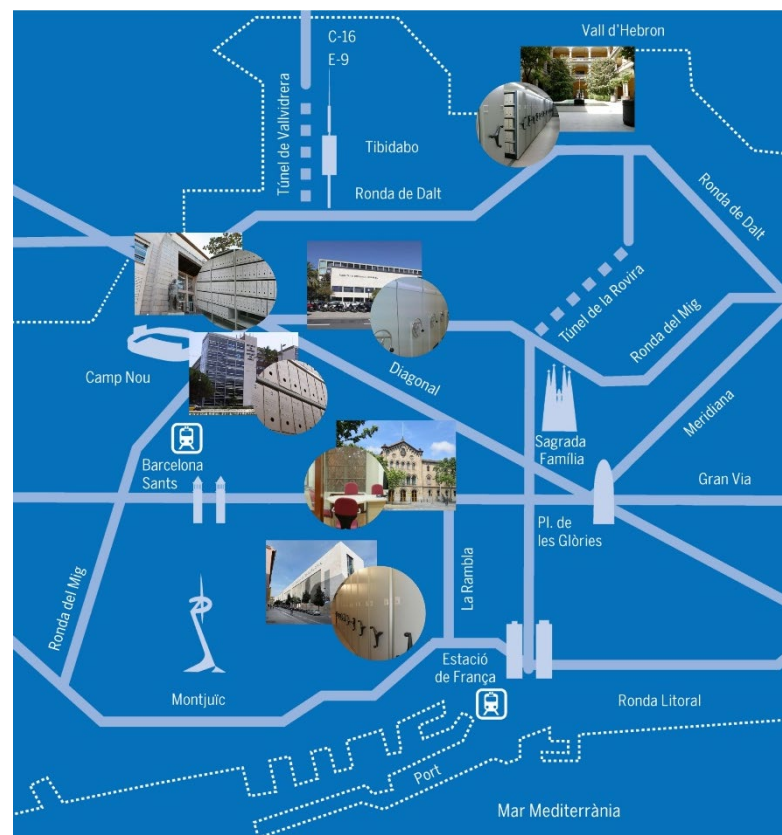 C-16
E-9
Vall d'Hebron
Túnel de Vallvidrera
Tibidabo
Ronda de Dalt
Ronda de Dalt
Túnel de la Rovira
Ronda del Mig
Camp Nou
Diagonal
Meridiana
Sagrada
Família
Barcelona
Sants
Gran Via
Pl. de
les Glòries
La Rambla
Ronda del Mig
Estació
de França
Montjuïc
Ronda Litoral
Port
Mar Mediterrània